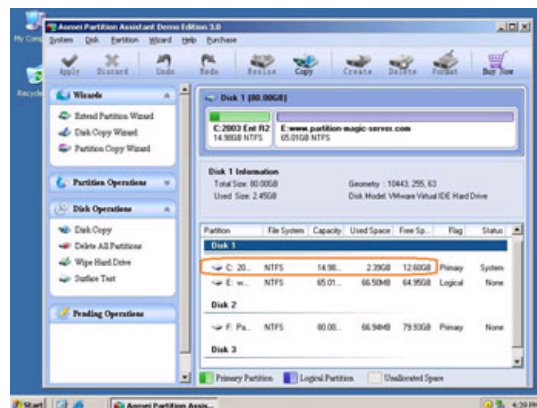 My Comp
Recycle
Aomei Partition Assistant Demo Edition 3.0
System Disk Partition Wizard Help Purchase
Apply Discard Undo Redo Resize Copy Create Delete Format Buy Now
Wizards
Extend Partition Wizard
Disk Copy Wizard
Partition Copy Wizard
Partition Operations
Disk Operations
Disk Copy
Delete All Partitions
Wipe Hard Drive
Surface Test
Pending Operations
Disk 1 (80.00GB)
C:2003 Ent R2
14.98GB NTFS
E:www.partition-magic-server.com
65.01GB NTFS
Disk 1 Information
Total Size: 80.00GB
Used Size: 2.45GB
Geometry : 10443, 255, 63
Disk Model: VMware Virtual IDE Hard Drive
Partition File System Capacity Used Space Free Sp... Flag Status
Disk 1
C: 20... NTFS 14.98... 2.39GB 12.60GB Primary System
E: w... NTFS 65.01... 66.50MB 64.95GB Logical None
Disk 2
F: Pa... NTFS 80.00... 66.94MB 79.93GB Primary None
Disk 3
Primary Partition Logical Partition Unallocated Space
Start Aomei Partition Assis... 4:39 PM